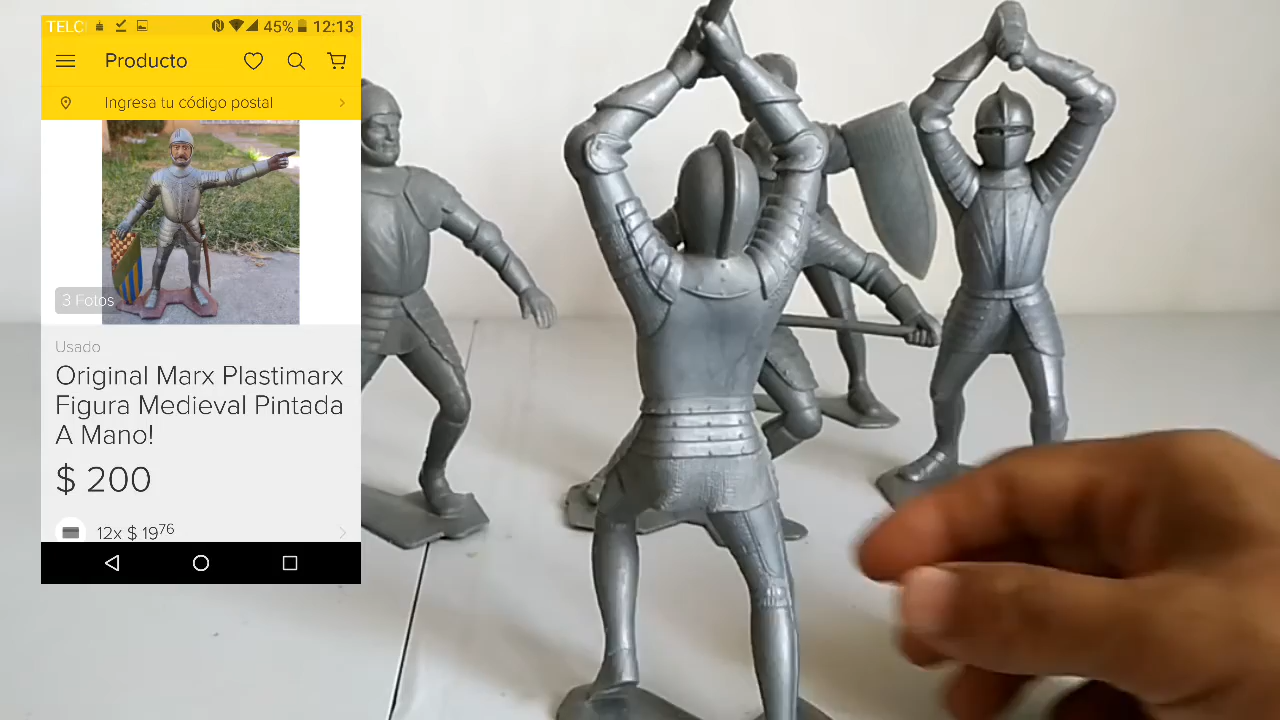 TELC
45% 12:13
Producto
Ingresa tu código postal
3 Fotos
Usado
Original Marx Plastimarx
Figura Medieval Pintada
A Mano!
$ 200
12x $ 19⁷⁶